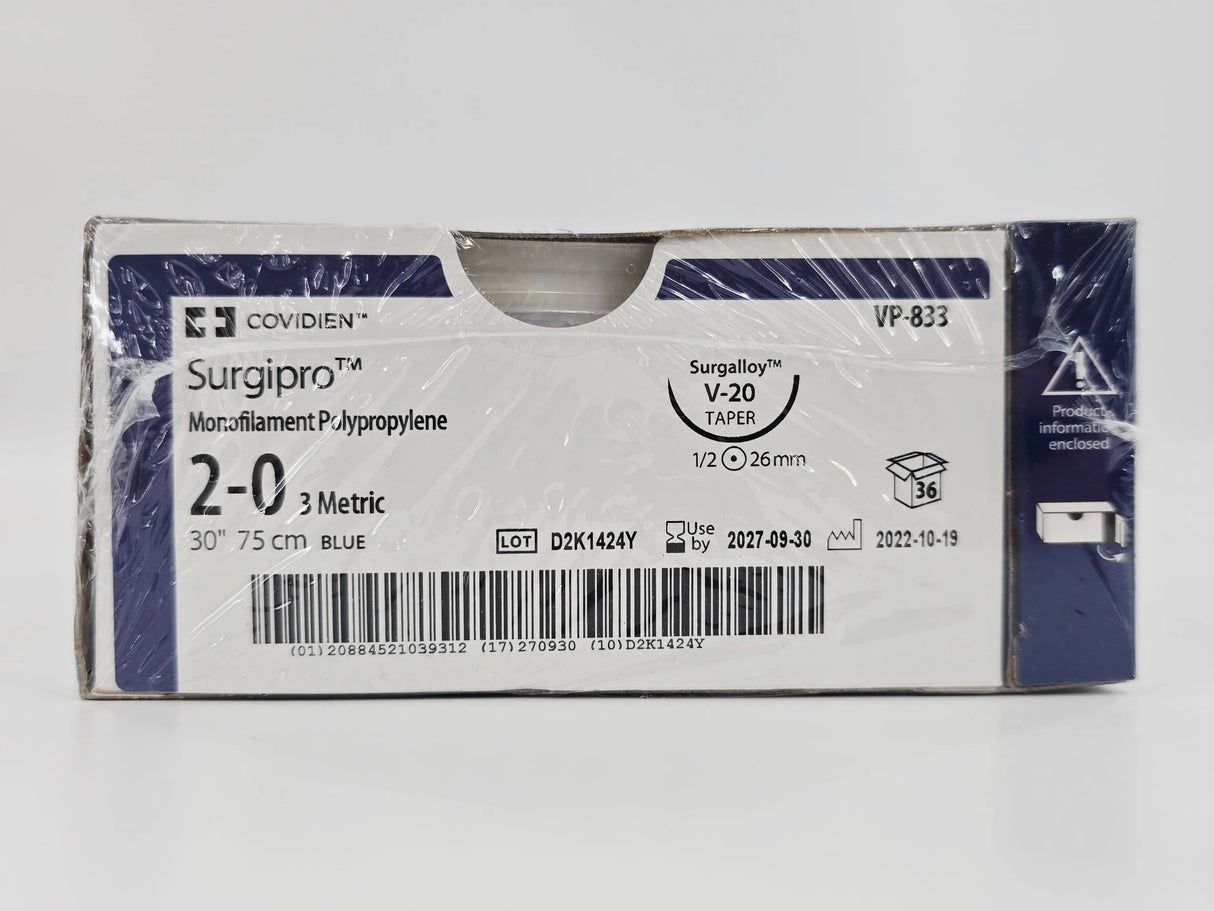 COVIDIEN™
VP-833
Surgipro™
Monofilament Polypropylene
2-0 3 Metric
30" 75 cm BLUE
Surgalloy™
V-20
TAPER
1/2 26 mm
36
LOT D2K1424Y Use by 2027-09-30 2022-10-19
(01)20884521039312 (17)270930 (10)D2K1424Y
!
Product
information
enclosed